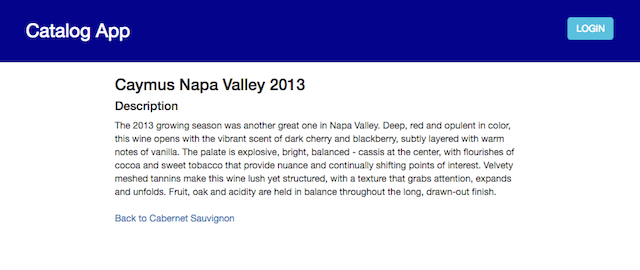 Catalog App
LOGIN
Caymus Napa Valley 2013
Description
The 2013 growing season was another great one in Napa Valley. Deep, red and opulent in color,
this wine opens with the vibrant scent of dark cherry and blackberry, subtly layered with warm
notes of vanilla. The palate is explosive, bright, balanced - cassis at the center, with flourishes of
cocoa and sweet tobacco that provide nuance and continually shifting points of interest. Velvety
meshed tannins make this wine lush yet structured, with a texture that grabs attention, expands
and unfolds. Fruit, oak and acidity are held in balance throughout the long, drawn-out finish.
Back to Cabernet Sauvignon